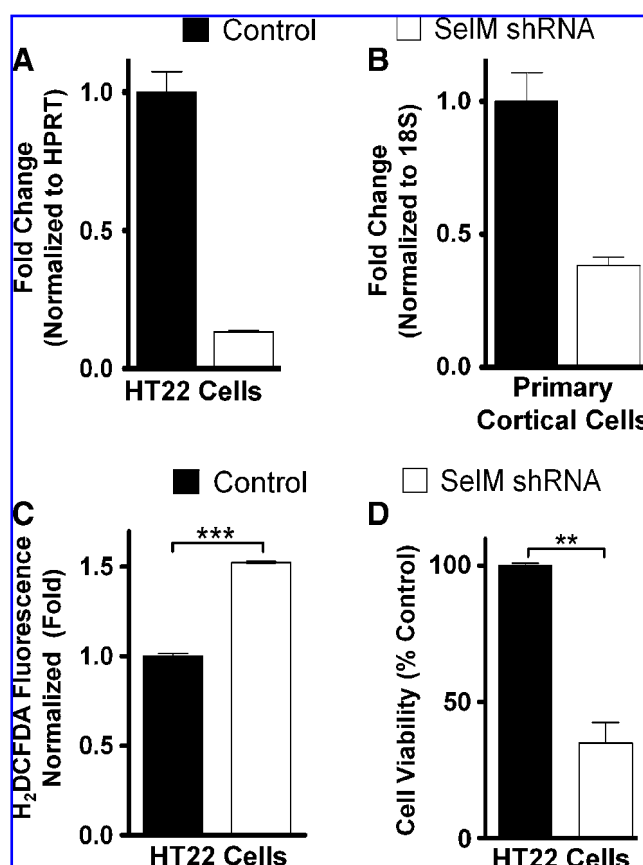 Control SelM shRNA
A
Fold Change
(Normalized to HPRT)
1.0
0.5
0.0
HT22 Cells
B
Fold Change
(Normalized to 18S)
1.0
0.5
0.0
Primary
Cortical Cells
Control SelM shRNA
C
H₂DCFDA Fluorescence
Normalized (Fold)
1.5
1.0
0.5
0.0
***
HT22 Cells
D
Cell Viability (% Control)
100
50
0
**
HT22 Cells